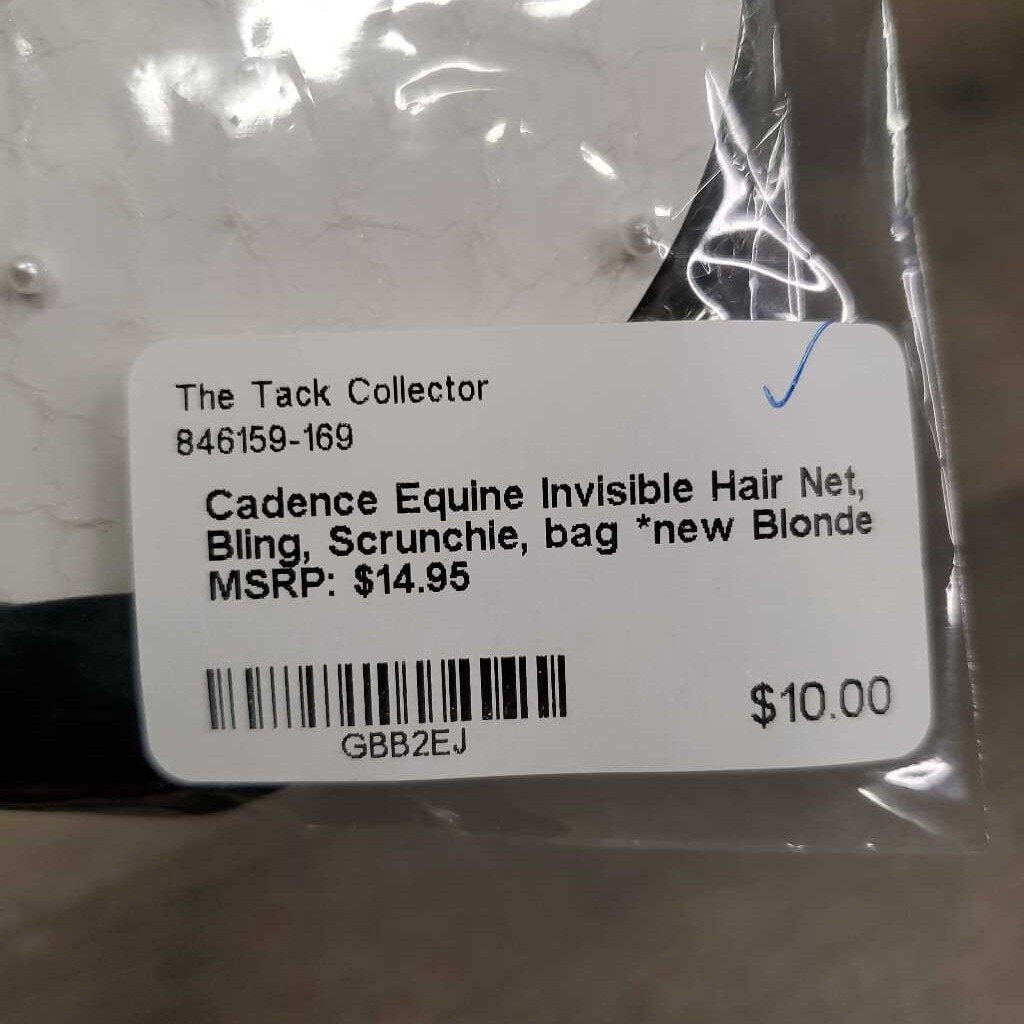 The Tack Collector
846159-169
Cadence Equine Invisible Hair Net,
Bling, Scrunchie, bag *new Blonde
MSRP: $14.95
GBB2EJ
$10.00